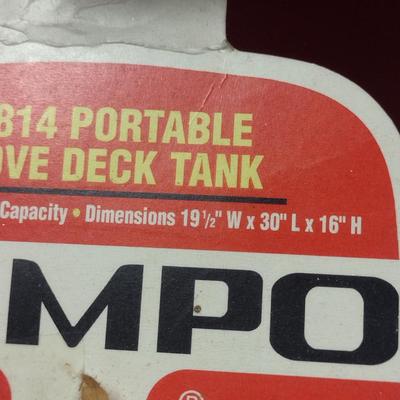 814 PORTABLE
OVE DECK TANK
Capacity • Dimensions 19 1/2" W x 30" L x 16" H
MPO
®